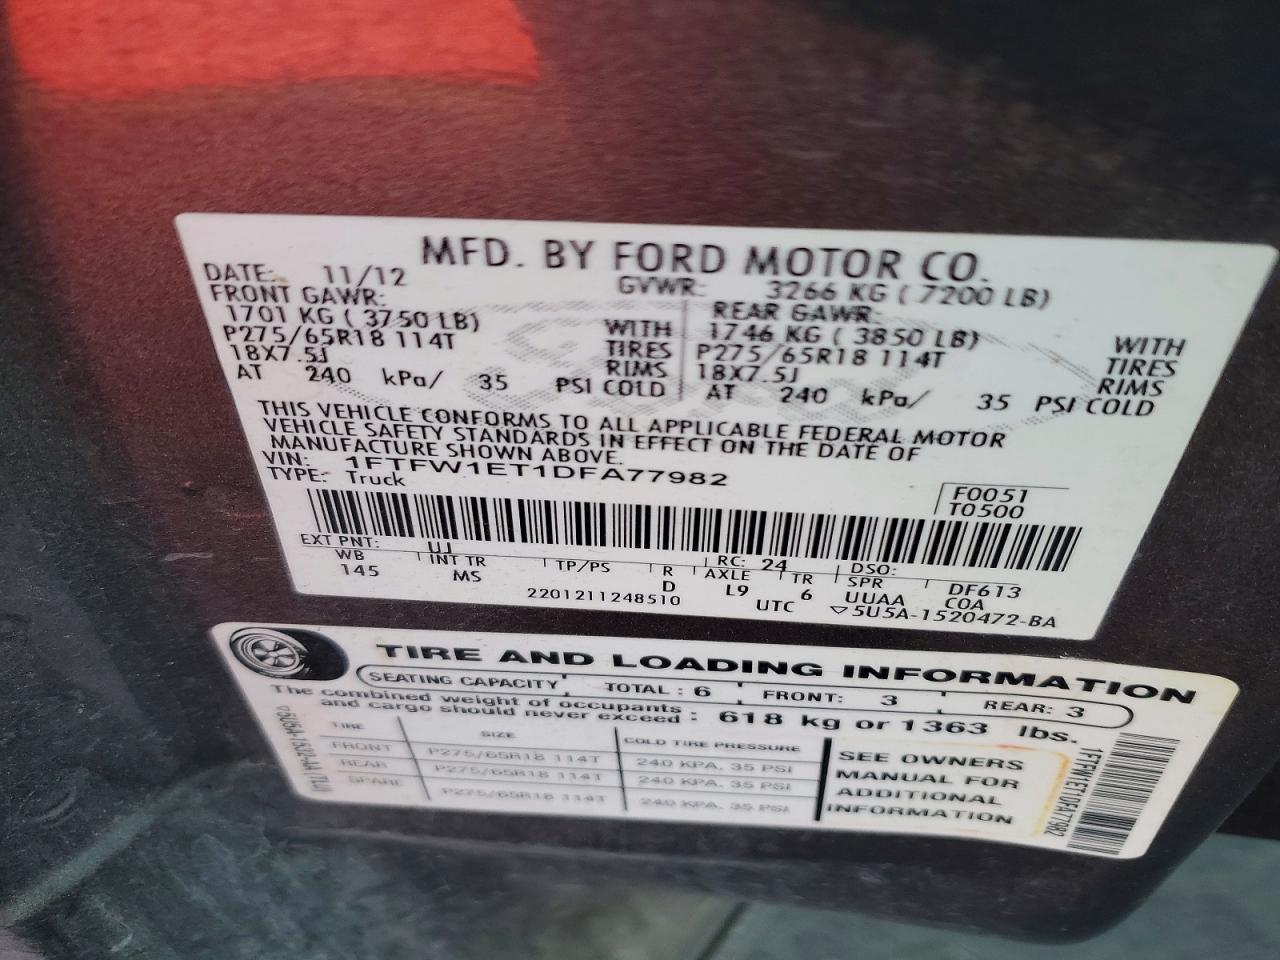 MFD. BY FORD MOTOR CO.
DATE: 11/12 GVWR: 3266 KG ( 7200 LB)
FRONT GAWR: REAR GAWR:
1701 KG ( 3750 LB) WITH 1746 KG ( 3850 LB) WITH
P275/65R18 114T TIRES P275/65R18 114T TIRES
18X7.5J RIMS 18X7.5J RIMS
AT 240 kPa/ 35 PSI COLD AT 240 kPa/ 35 PSI COLD
THIS VEHICLE CONFORMS TO ALL APPLICABLE FEDERAL MOTOR
VEHICLE SAFETY STANDARDS IN EFFECT ON THE DATE OF
MANUFACTURE SHOWN ABOVE.
VIN: 1FTFW1ET1DFA77982
TYPE: Truck
F0051
T0500
EXT PNT: UJ RC: 24 DSO:
WB INT TR TP/PS R AXLE TR SPR DF613
145 MS D L9 6 UUAA C0A
2201211248510 UTC ▽5U5A-1520472-BA
TIRE AND LOADING INFORMATION
SEATING CAPACITY TOTAL : 6 FRONT: 3 REAR: 3
The combined weight of occupants
and cargo should never exceed : 618 kg or 1363 lbs.
TIRE SIZE COLD TIRE PRESSURE
FRONT P275/65R18 114T 240 KPA. 35 PSI
REAR P275/65R18 114T 240 KPA. 35 PSI
SPARE P275/65R18 114T 240 KPA. 35 PSI
SEE OWNERS
MANUAL FOR
ADDITIONAL
INFORMATION
1FTFW1ET1DFA77982